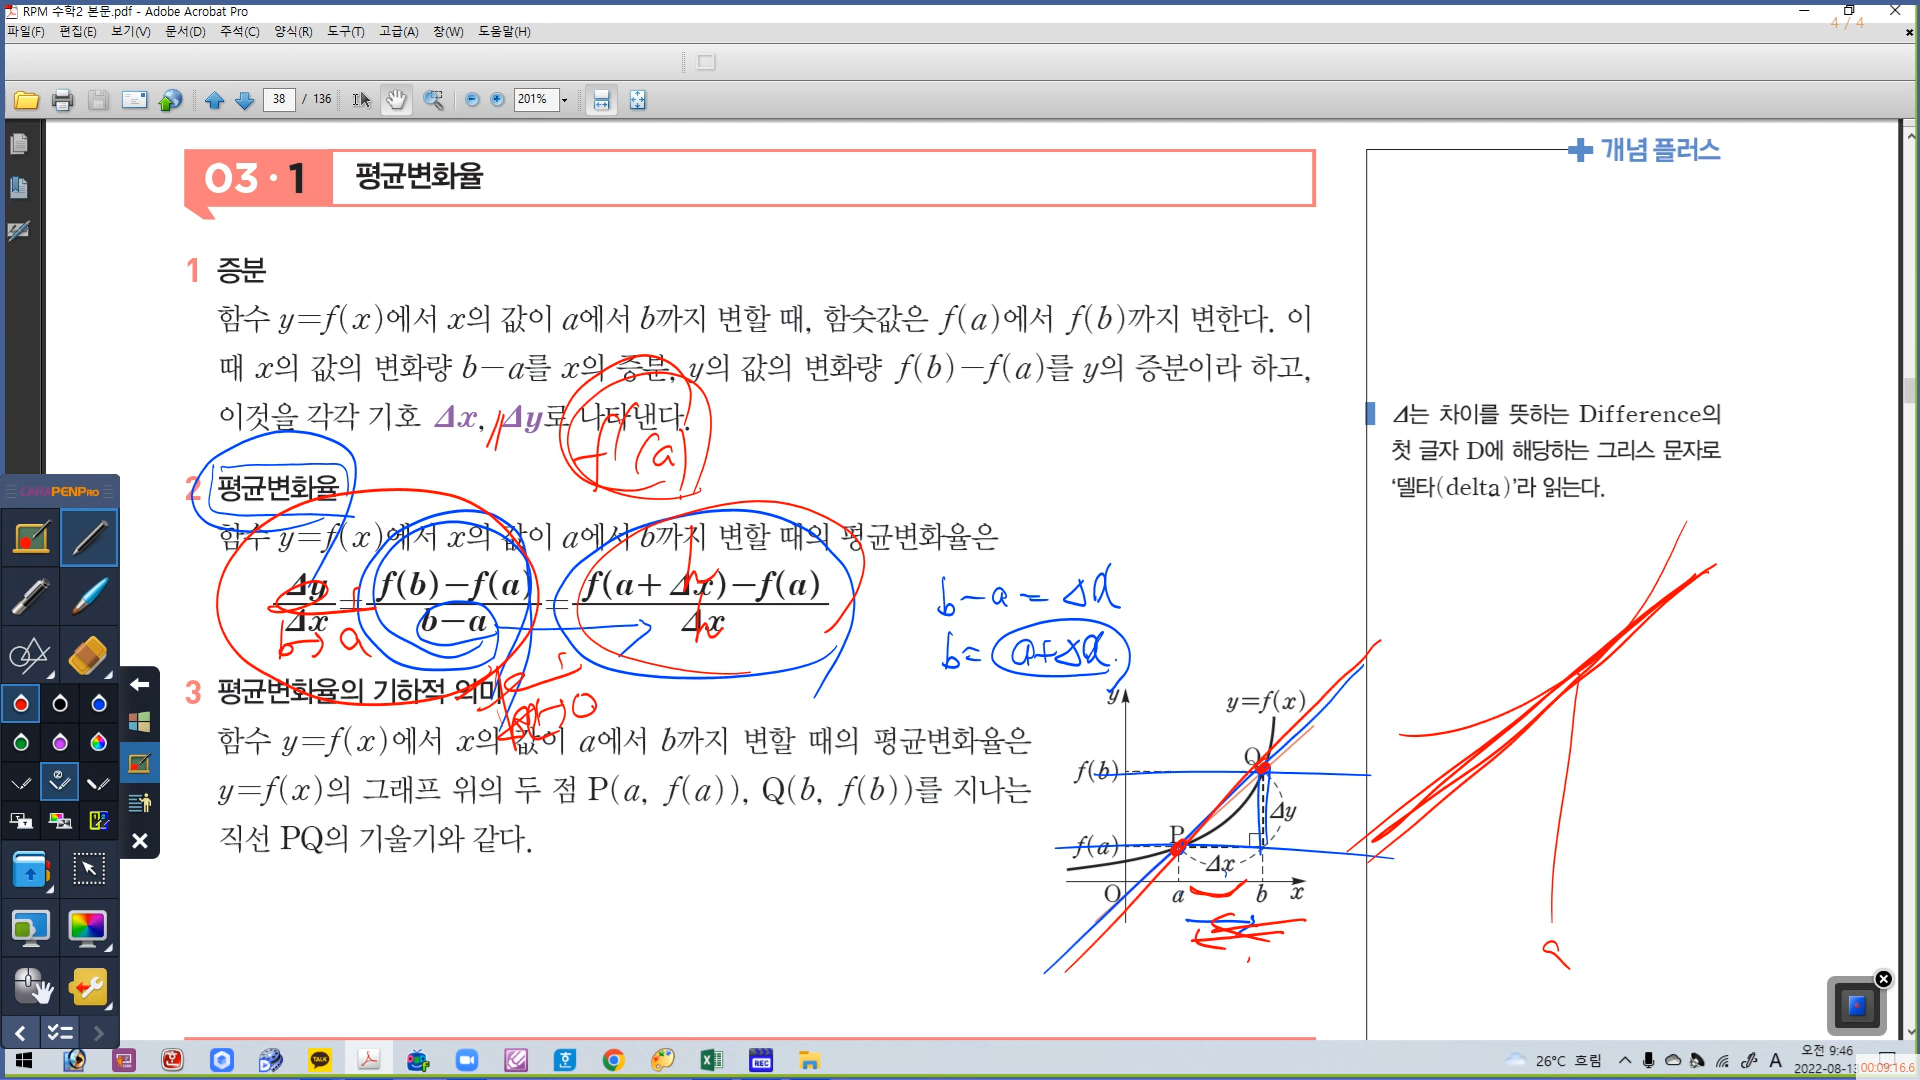 RPM 수학2 본문.pdf - Adobe Acrobat Pro
4 / 4
파일(F) 편집(E) 보기(V) 문서(D) 주석(C) 양식(R) 도구(T) 고급(A) 창(W) 도움말(H)
38 / 136 201%
개념 플러스
03·1 평균변화율
1 증분
함수 y=f(x)에서 x의 값이 a에서 b까지 변할 때, 함숫값은 f(a)에서 f(b)까지 변한다. 이
때 x의 값의 변화량 b-a를 x의 증분, y의 값의 변화량 f(b)-f(a)를 y의 증분이라 하고,
이것을 각각 기호 Δx, Δy로 나타낸다.
f'(a)
Δ는 차이를 뜻하는 Difference의
첫 글자 D에 해당하는 그리스 문자로
'델타(delta)'라 읽는다.
2 평균변화율
함수 y=f(x)에서 x의 값이 a에서 b까지 변할 때의 평균변화율은
Δy/Δx = f(b)-f(a)/b-a = f(a+Δx)-f(a)/Δx
h
h
b→a
b-a=Δx
b=a+Δx
3 평균변화율의 기하적 의미
→0
함수 y=f(x)에서 x의 값이 a에서 b까지 변할 때의 평균변화율은
y=f(x)의 그래프 위의 두 점 P(a, f(a)), Q(b, f(b))를 지나는
직선 PQ의 기울기와 같다.
y
y=f(x)
Q
f(b)
Δy
P
f(a)
Δx
O a b x
a
CARAPENPRO
②
TALK
REC
26°C 흐림
A
오전 9:46
2022-08-13
00:09:16.6